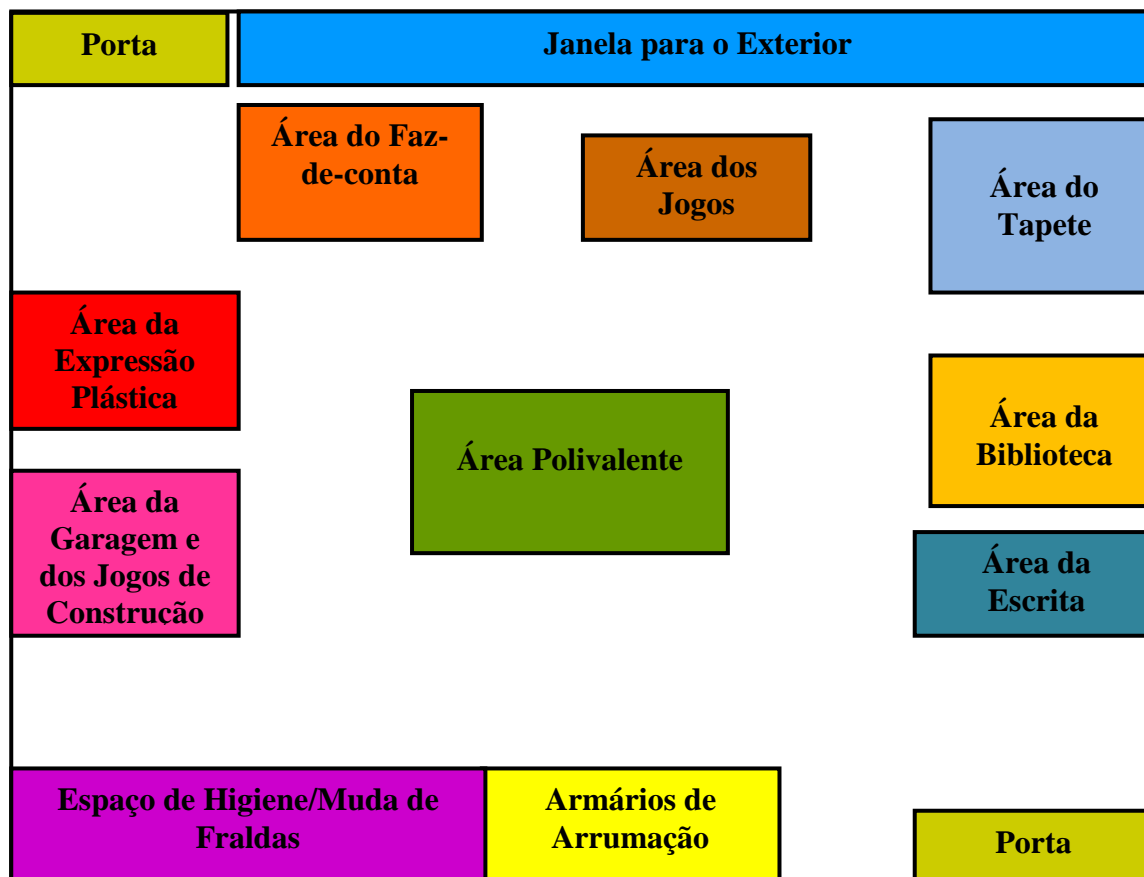 Porta
Janela para o Exterior
Área do Faz-
de-conta
Área dos
Jogos
Área do
Tapete
Área da
Expressão
Plástica
Área Polivalente
Área da
Biblioteca
Área da
Garagem e
dos Jogos de
Construção
Área da
Escrita
Espaço de Higiene/Muda de
Fraldas
Armários de
Arrumação
Porta